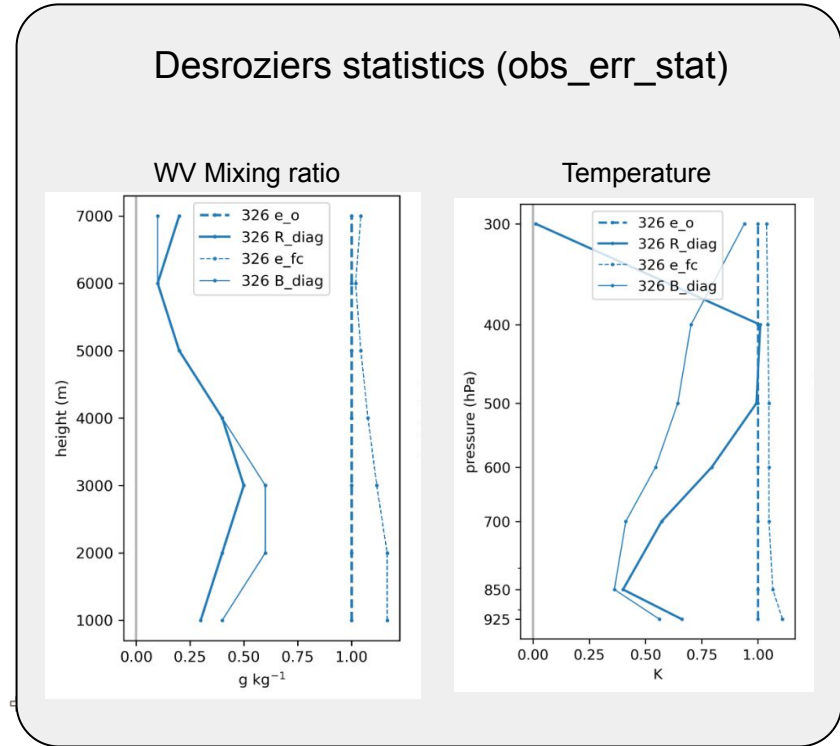 Desroziers statistics (obs_err_stat)
WV Mixing ratio
326 e_o
326 R_diag
326 e_fc
326 B_diag
7000
6000
5000
4000
3000
2000
1000
height (m)
0.00 0.25 0.50 0.75 1.00
g kg⁻¹
Temperature
326 e_o
326 R_diag
326 e_fc
326 B_diag
300
400
500
600
700
850
925
pressure (hPa)
0.00 0.25 0.50 0.75 1.00
K